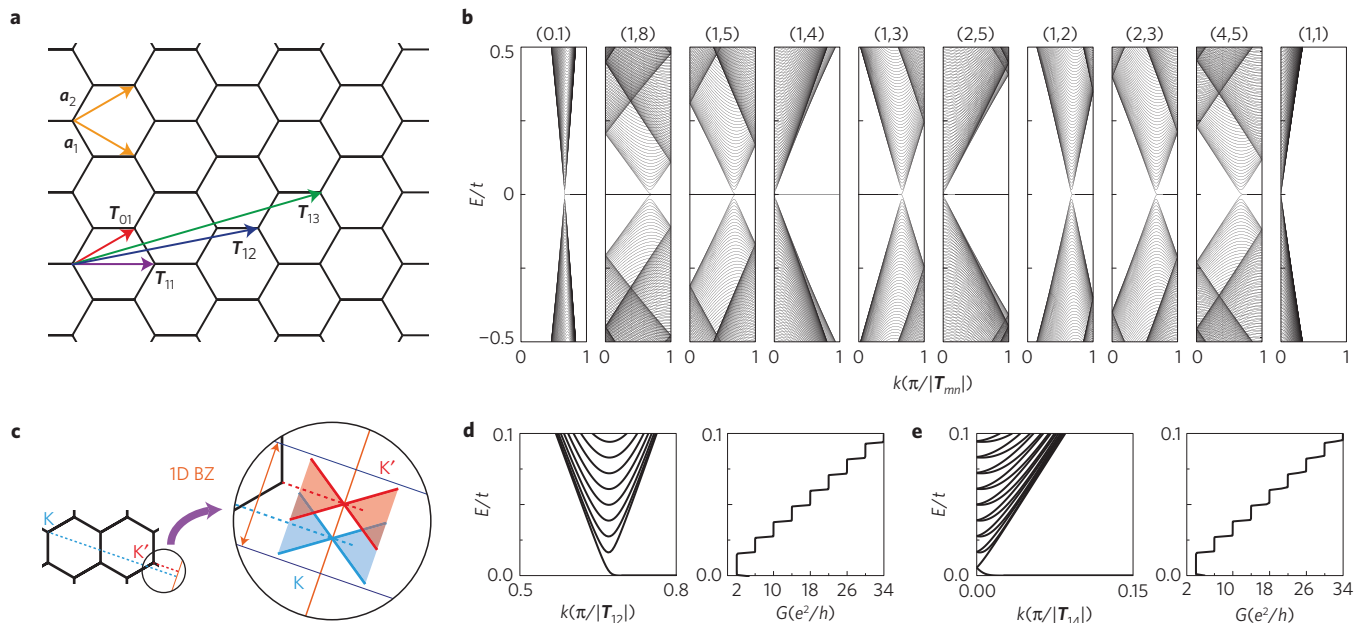 a
a₂
a₁
T₀₁
T₁₁
T₁₂
T₁₃
b
(0.1) (1,8) (1,5) (1,4) (1,3) (2,5) (1,2) (2,3) (4,5) (1,1)
0.5
0
−0.5
E/t
0 1 0 1 0 1 0 1 0 1 0 1 0 1 0 1 0 1 0 1
k(π/|Tₘₙ|)
c
1D BZ
K
K′
K′
K
d
0.1
0.0
E/t
0.5 0.8
k(π/|T₁₂|)
0.1
0.0
2 10 18 26 34
G(e²/h)
e
0.1
0.0
E/t
0.00 0.15
k(π/|T₁₄|)
0.1
0.0
2 10 18 26 34
G(e²/h)